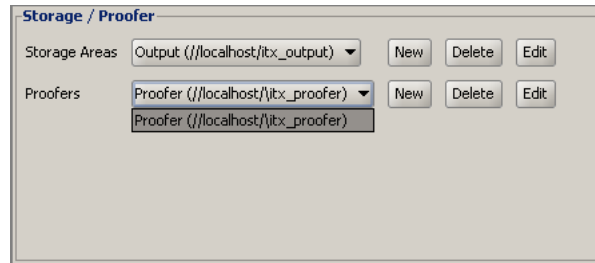 Storage / Proofer
Storage Areas Output (//localhost/itx_output) New Delete Edit
Proofers Proofer (//localhost/\itx_proofer) New Delete Edit
Proofer (//localhost/\itx_proofer)